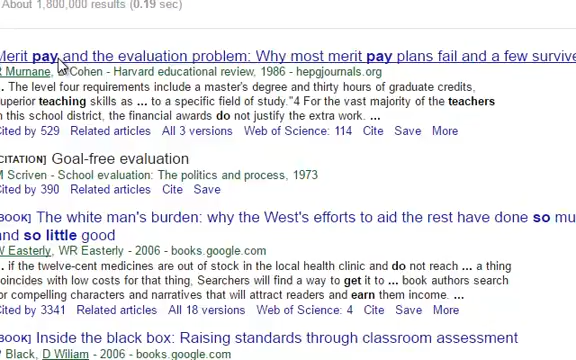 About 1,800,000 results (0.19 sec)
Merit pay and the evaluation problem: Why most merit pay plans fail and a few survive
R Murnane, Cohen - Harvard educational review, 1986 - hepgjournals.org
. The level four requirements include a master's degree and thirty hours of graduate credits,
superior teaching skills as ... to a specific field of study."4 For the vast majority of the teachers
in this school district, the financial awards do not justify the extra work. ...
Cited by 529 Related articles All 3 versions Web of Science: 114 Cite Save More
[CITATION] Goal-free evaluation
M Scriven - School evaluation: The politics and process, 1973
Cited by 390 Related articles Cite Save
[BOOK] The white man's burden: why the West's efforts to aid the rest have done so mu
and so little good
W Easterly, WR Easterly - 2006 - books.google.com
. if the twelve-cent medicines are out of stock in the local health clinic and do not reach ... a thing
coincides with low costs for that thing, Searchers will find a way to get it to ... book authors search
for compelling characters and narratives that will attract readers and earn them income. ...
Cited by 3341 Related articles All 18 versions Web of Science: 4 Cite Save More
[BOOK] Inside the black box: Raising standards through classroom assessment
P Black, D Wiliam - 2006 - books.google.com